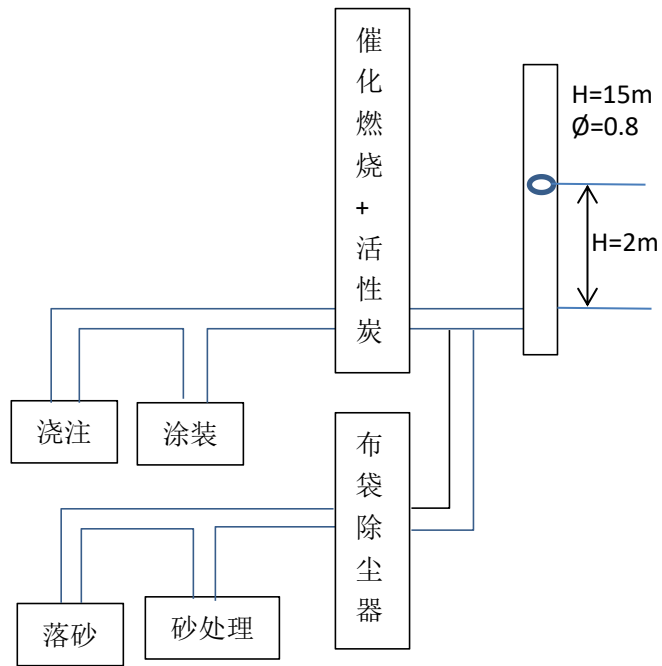 催化燃烧+活性炭
H=15m
Ø=0.8
H=2m
浇注
涂装
布袋除尘器
落砂
砂处理